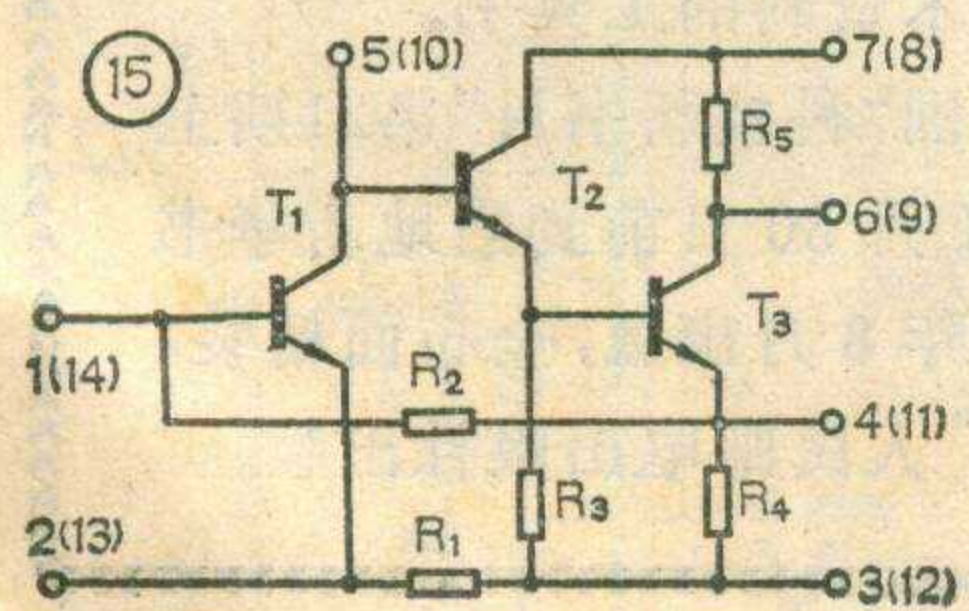 15
5(10)
7(8)
R5
T1
T2
6(9)
T3
1(14)
R2
4(11)
R3
R4
2(13)
R1
3(12)